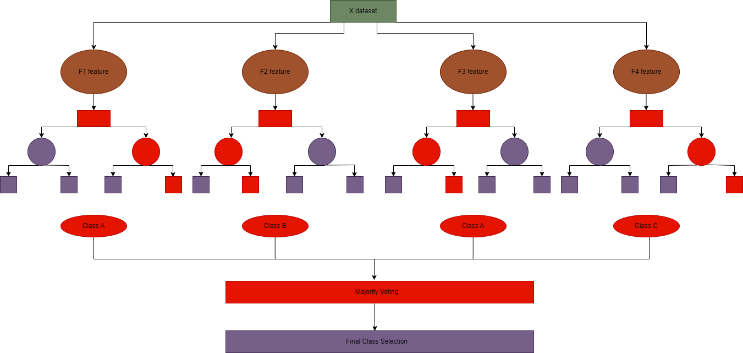 X dataset
F1 feature
F2 feature
F3 feature
F4 feature
Class A
Class B
Class A
Class C
Majority Voting
Final Class Selection